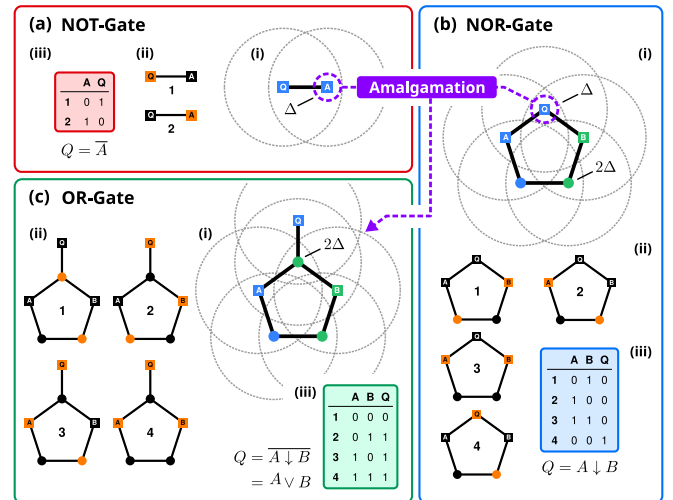 (a) NOT-Gate
(iii)
A Q
1 0 1
2 1 0
Q = A̅
(ii)
Q A
1
Q A
2
(i)
Q A
Δ
Amalgamation
(b) NOR-Gate
(i)
Δ
Q
A B
2Δ
(ii)
Q
A B
1
Q
A B
2
Q
A B
3
Q
A B
4
(iii)
A B Q
1 0 1 0
2 1 0 0
3 1 1 0
4 0 0 1
Q = A ↓ B
(c) OR-Gate
(ii)
Q
A B
1
Q
A B
2
Q
A B
3
Q
A B
4
(i)
Q
2Δ
A B
(iii)
A B Q
1 0 0 0
2 0 1 1
3 1 0 1
4 1 1 1
Q = \overline{A ↓ B}
= A ∨ B